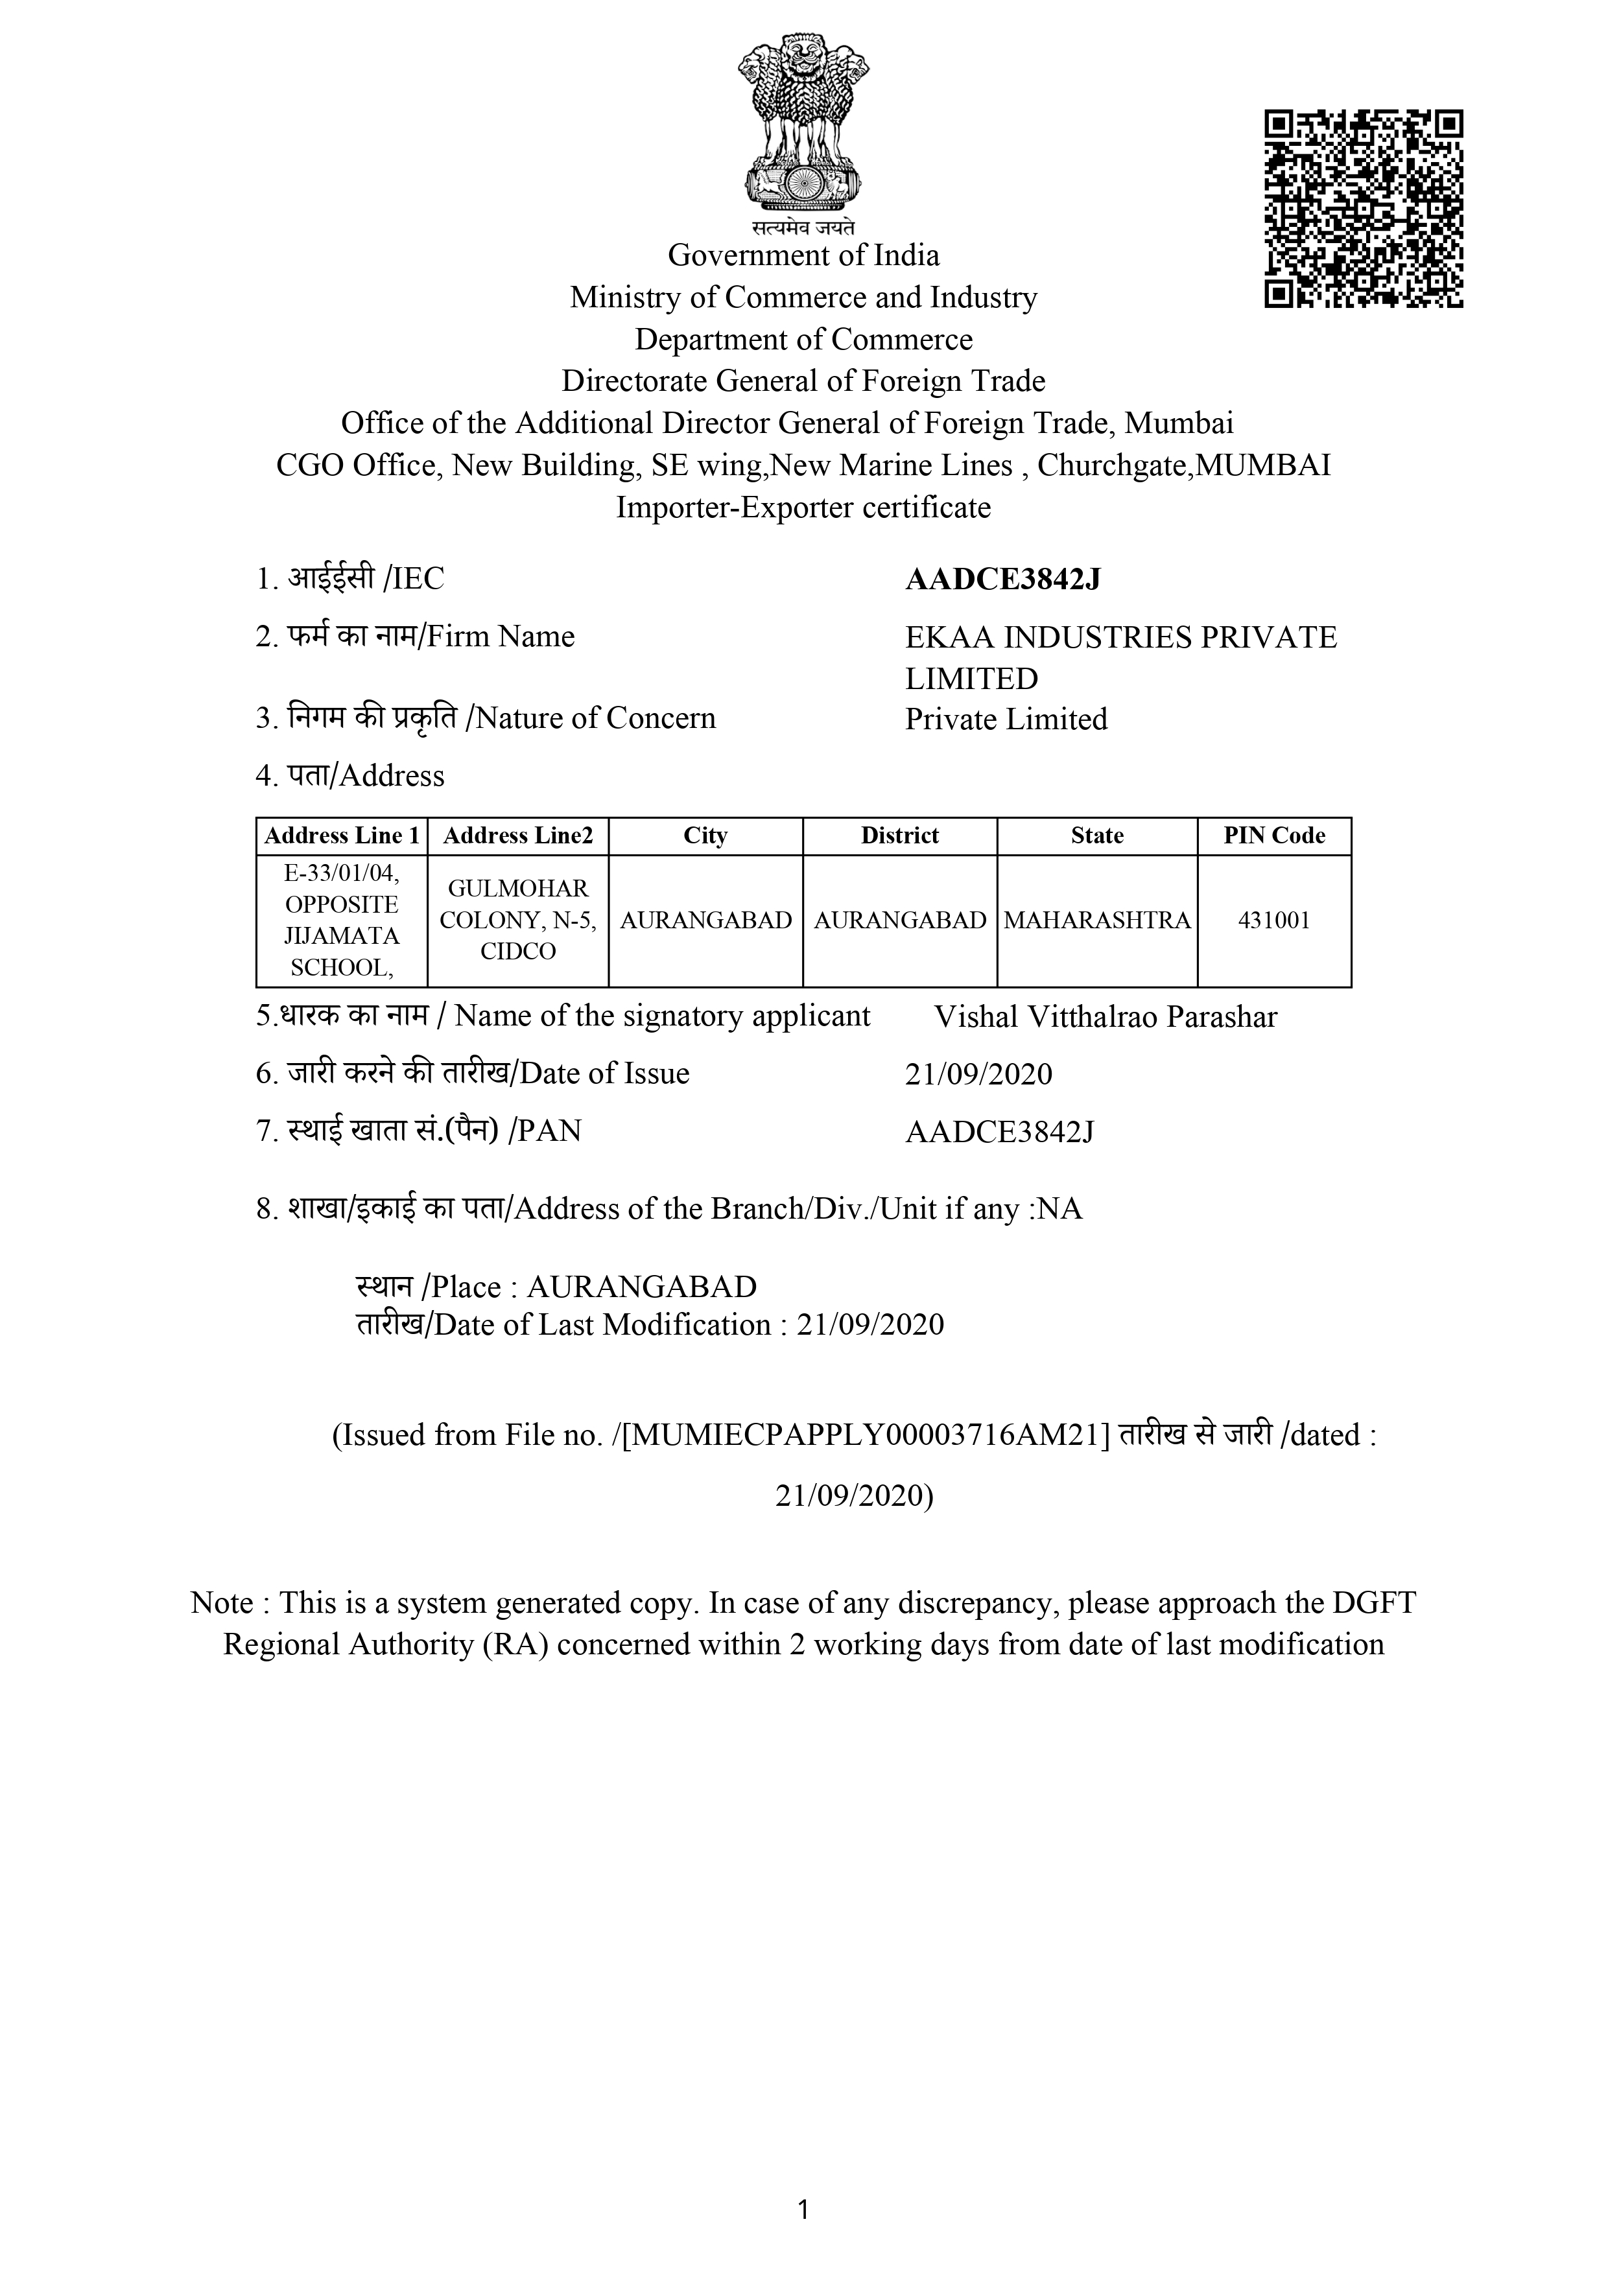 सत्यमेव जयते
Government of India
Ministry of Commerce and Industry
Department of Commerce
Directorate General of Foreign Trade
Office of the Additional Director General of Foreign Trade, Mumbai
CGO Office, New Building, SE wing,New Marine Lines , Churchgate,MUMBAI
Importer-Exporter certificate
1. आईईसी /IEC AADCE3842J
2. फर्म का नाम/Firm Name EKAA INDUSTRIES PRIVATE
LIMITED
3. निगम की प्रकृति /Nature of Concern Private Limited
4. पता/Address
Address Line 1 Address Line2 City District State PIN Code
E-33/01/04,
OPPOSITE
JIJAMATA
SCHOOL,
GULMOHAR
COLONY, N-5,
CIDCO
AURANGABAD AURANGABAD MAHARASHTRA 431001
5.धारक का नाम / Name of the signatory applicant Vishal Vitthalrao Parashar
6. जारी करने की तारीख/Date of Issue 21/09/2020
7. स्थाई खाता सं.(पैन) /PAN AADCE3842J
8. शाखा/इकाई का पता/Address of the Branch/Div./Unit if any :NA
स्थान /Place : AURANGABAD
तारीख/Date of Last Modification : 21/09/2020
(Issued from File no. /[MUMIECPAPPLY00003716AM21] तारीख से जारी /dated :
21/09/2020)
Note : This is a system generated copy. In case of any discrepancy, please approach the DGFT
Regional Authority (RA) concerned within 2 working days from date of last modification
1